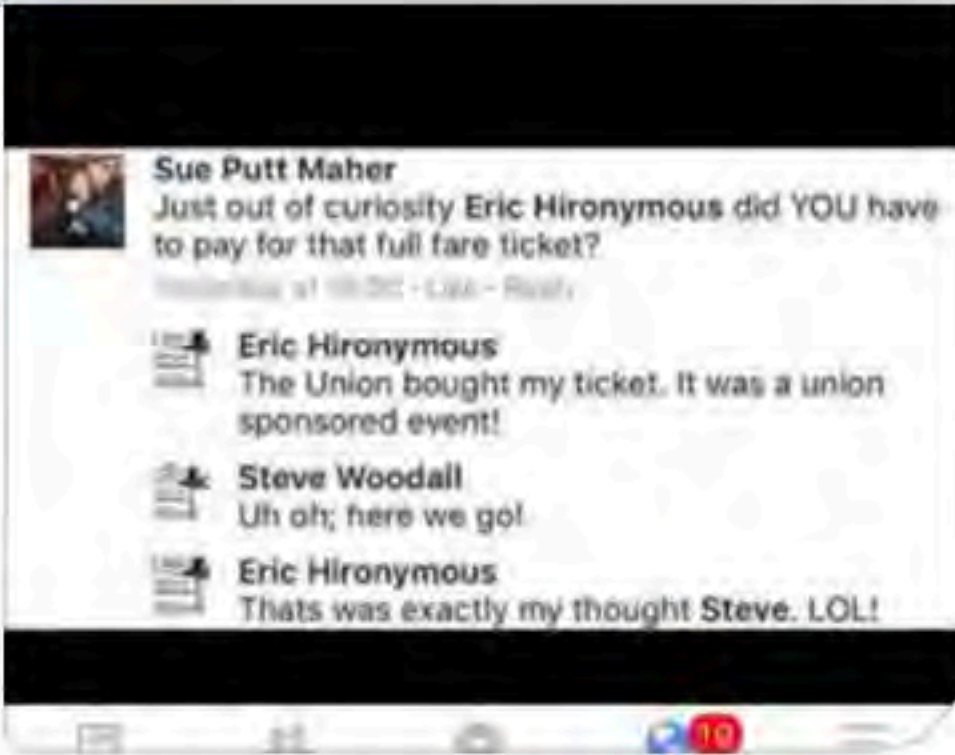 Sue Putt Maher
Just out of curiosity Eric Hironymous did YOU have
to pay for that full fare ticket?
Eric Hironymous
The Union bought my ticket. It was a union
sponsored event!
Steve Woodall
Uh oh; here we go!
Eric Hironymous
Thats was exactly my thought Steve. LOL!
10